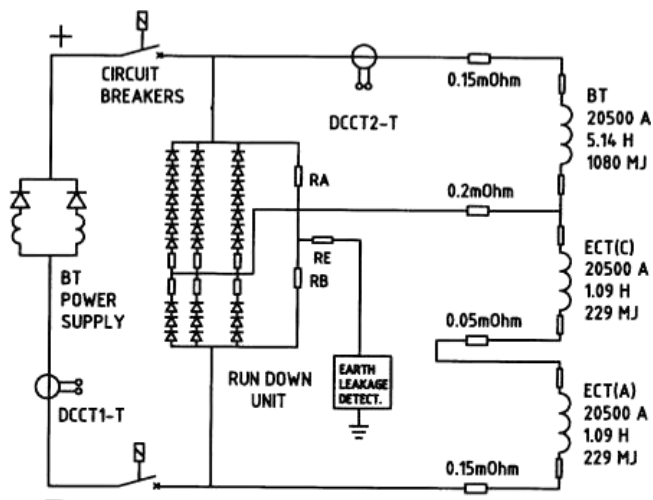 +
CIRCUIT
BREAKERS
DCCT2-T
0.15mOhm
BT
20500 A
5.14 H
1080 MJ
RA
0.2mOhm
RE
RB
BT
POWER
SUPPLY
ECT(C)
20500 A
1.09 H
229 MJ
0.05mOhm
RUN DOWN
UNIT
EARTH
LEAKAGE
DETECT.
DCCT1-T
ECT(A)
20500 A
1.09 H
229 MJ
0.15mOhm